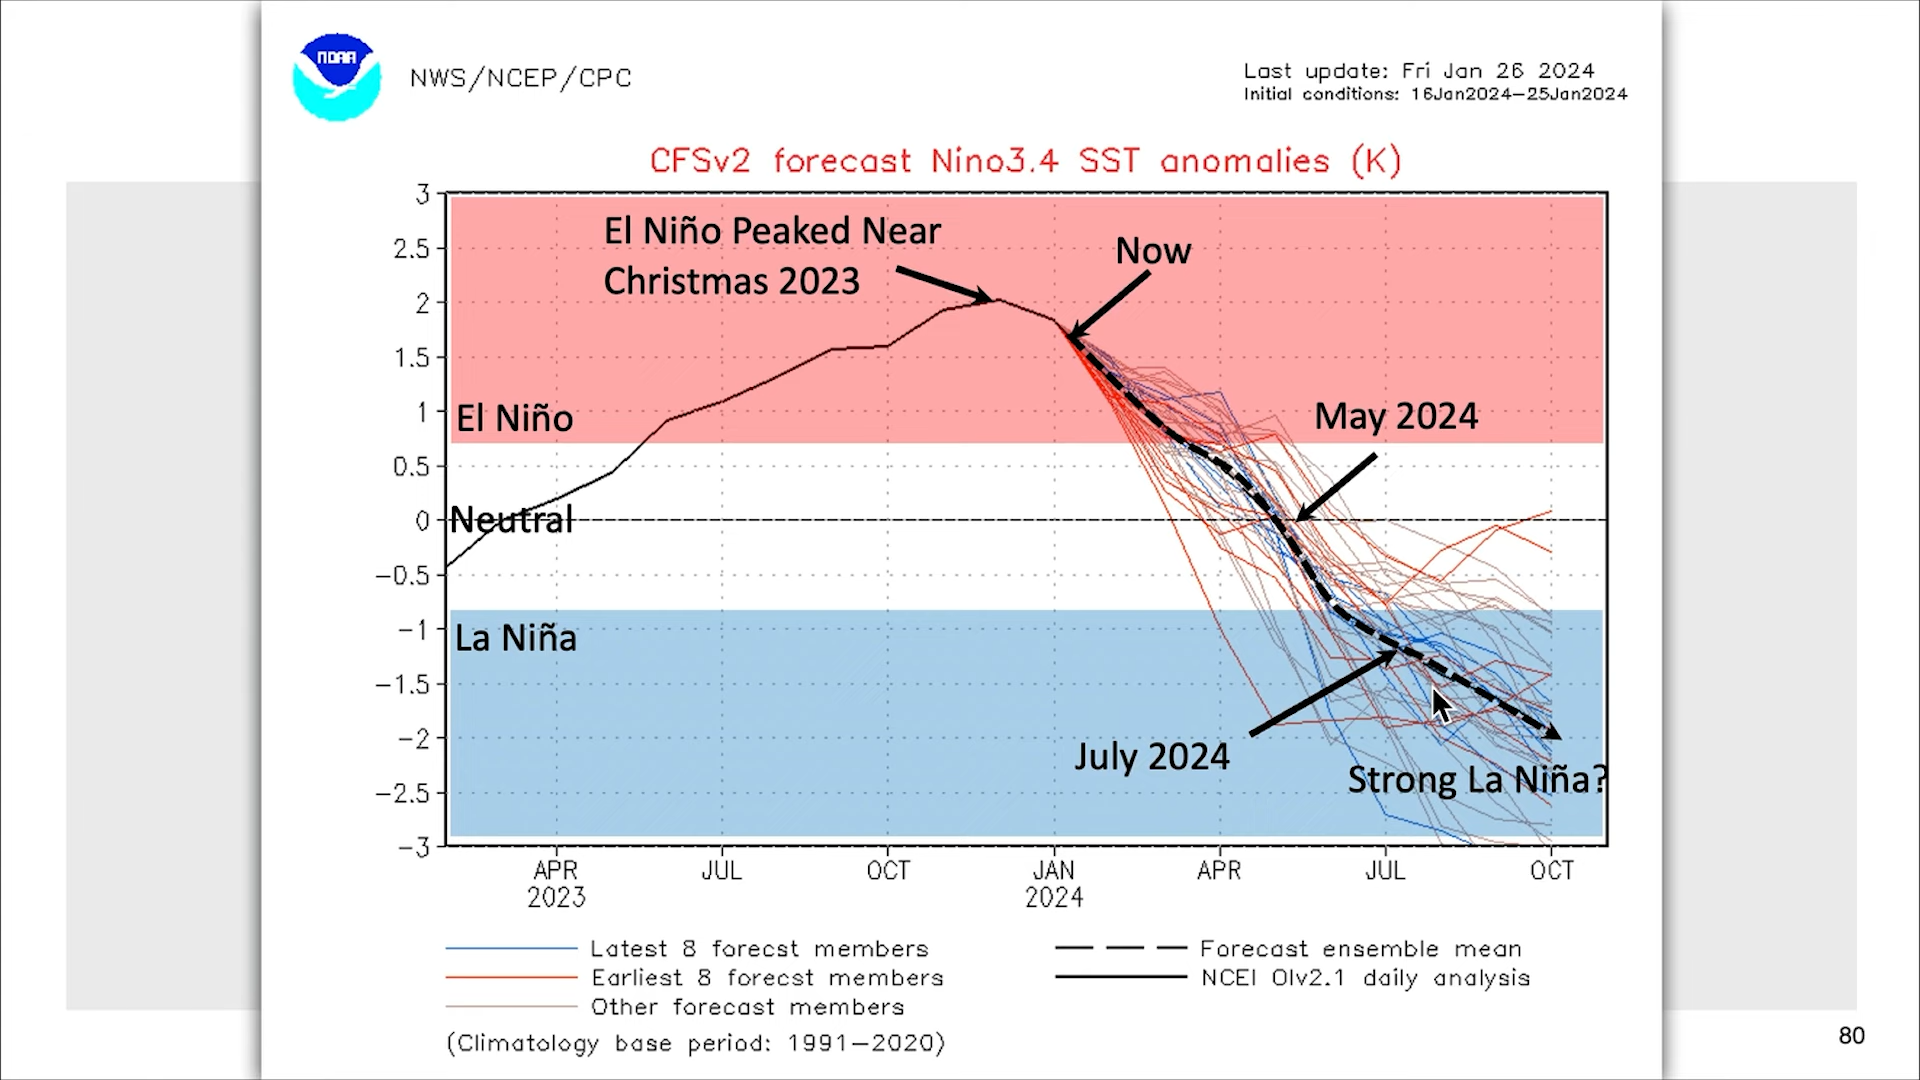 NOAA
NWS/NCEP/CPC
Last update: Fri Jan 26 2024
Initial conditions: 16Jan2024–25Jan2024
CFSv2 forecast Nino3.4 SST anomalies (K)
3
2.5
2
1.5
1
0.5
0
−0.5
−1
−1.5
−2
−2.5
−3
El Niño Peaked Near
Christmas 2023
Now
El Niño
May 2024
Neutral
La Niña
July 2024
Strong La Niña?
APR
2023
JUL
OCT
JAN
2024
APR
JUL
OCT
Latest 8 forecst members
Earliest 8 forecst members
Other forecast members
Forecast ensemble mean
NCEI OIv2.1 daily analysis
(Climatology base period: 1991–2020)
80